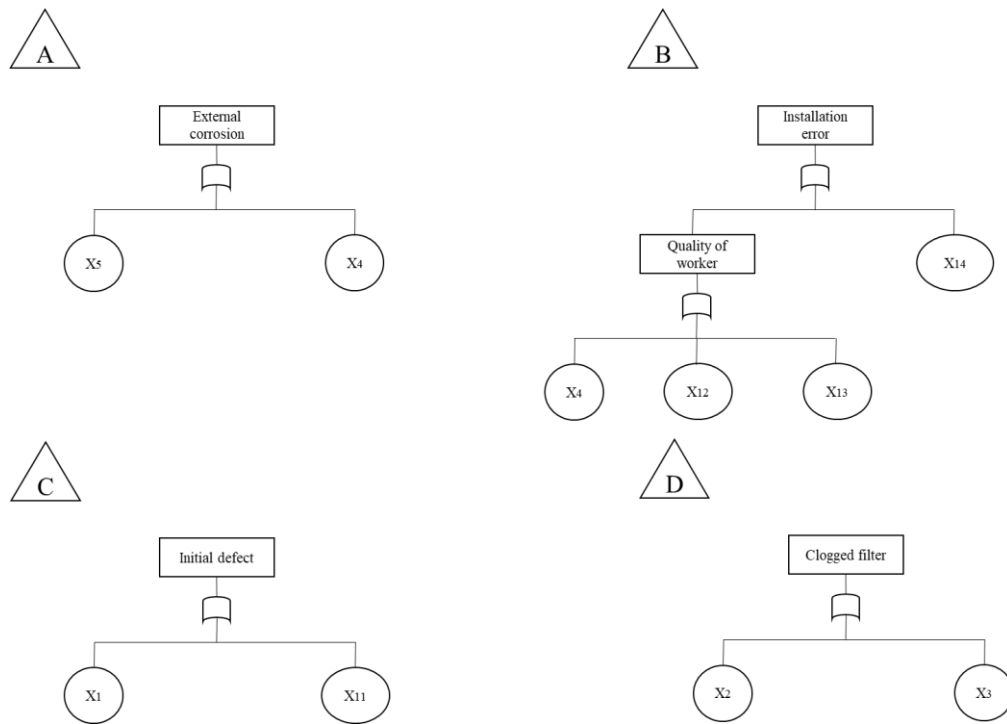 A
B
External
corrosion
Installation
error
X5
X4
Quality of
worker
X14
X4
X12
X13
C
D
Initial defect
Clogged filter
X1
X11
X2
X3